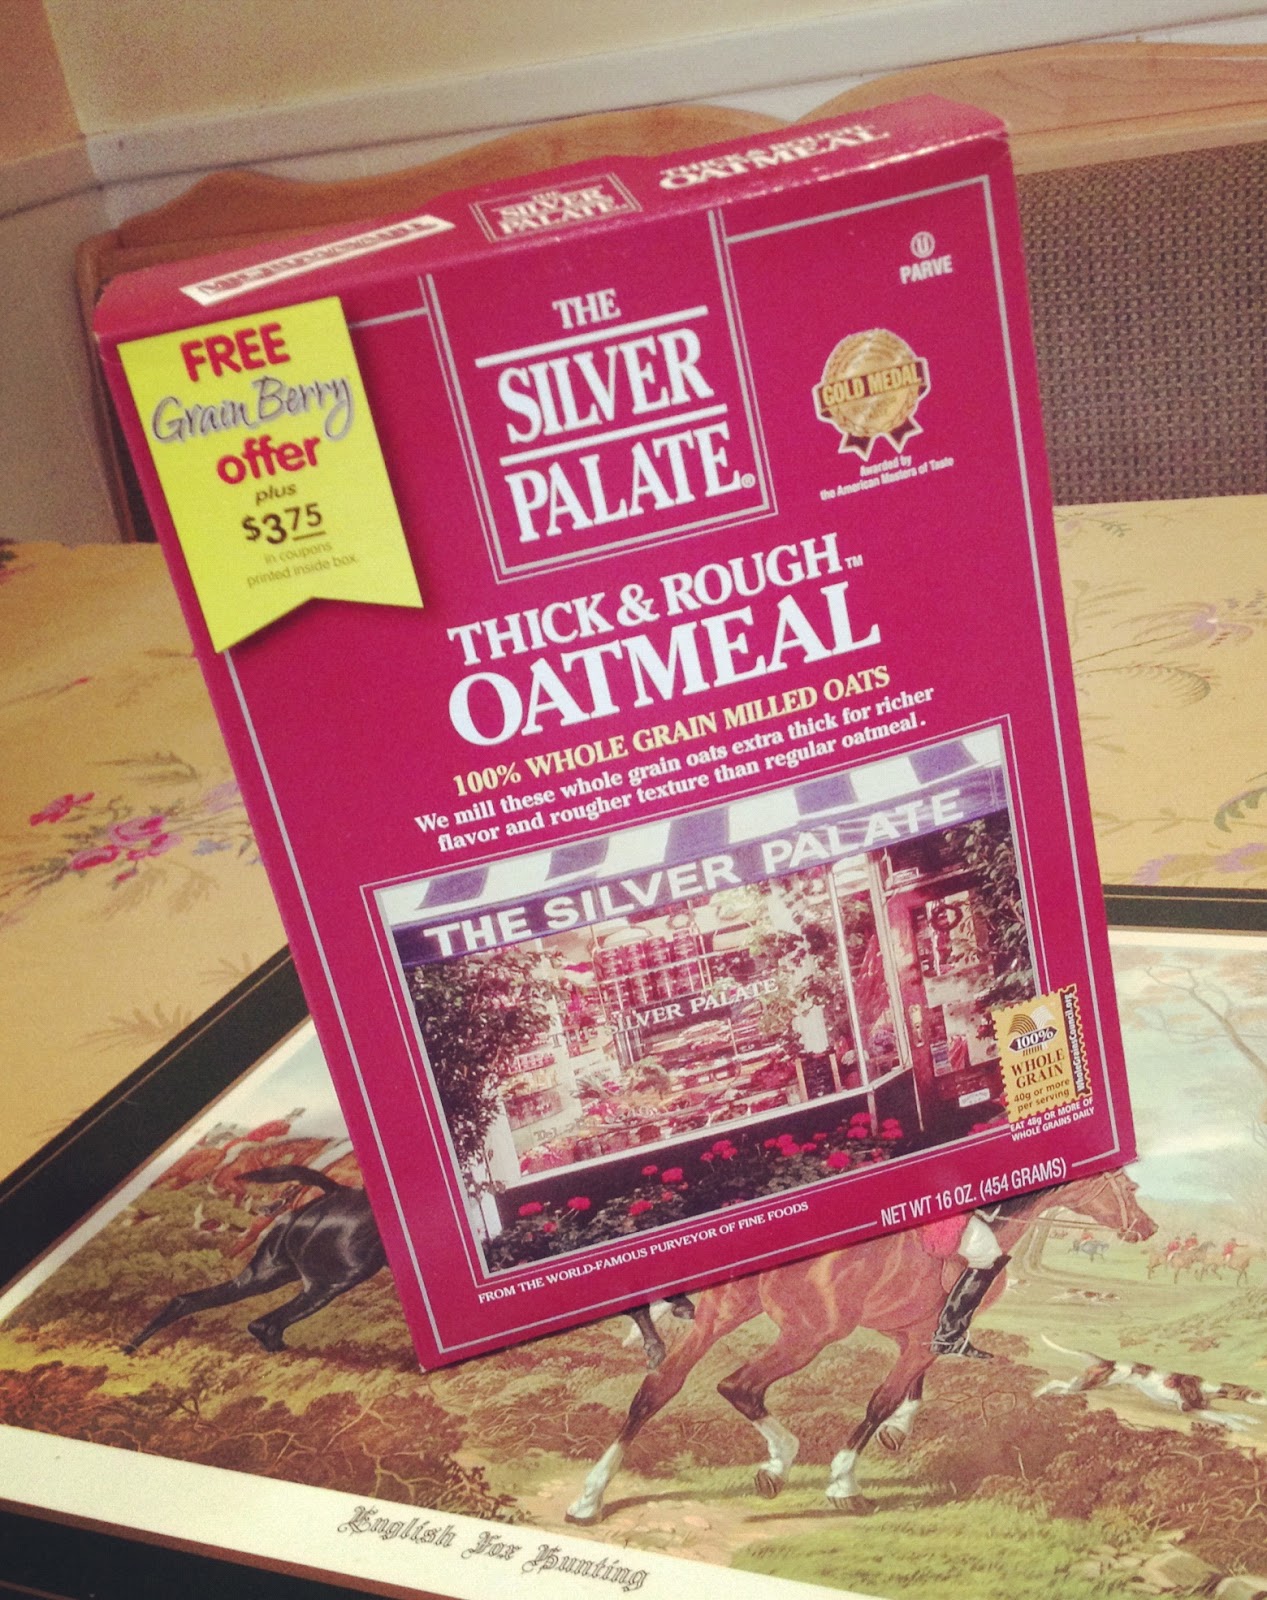 THE
SILVER
PALATE
THICK & ROUGH
OATMEAL
FREE
Grain Berry
offer
plus
$3.75
in coupons
printed inside box
THE
SILVER
PALATE®
U
PARVE
GOLD MEDAL
Awarded by
the American Masters of Taste
THICK & ROUGH™
OATMEAL
100% WHOLE GRAIN MILLED OATS
We mill these whole grain oats extra thick for richer
flavor and rougher texture than regular oatmeal.
THE SILVER PALATE
SILVER PALATE
100%
WHOLE
GRAIN
40g or more
per serving
WholeGrainsCouncil.org
EAT 48g OR MORE OF
WHOLE GRAINS DAILY
NET WT 16 OZ. (454 GRAMS)
FROM THE WORLD-FAMOUS PURVEYOR OF FINE FOODS
English Fox Hunting